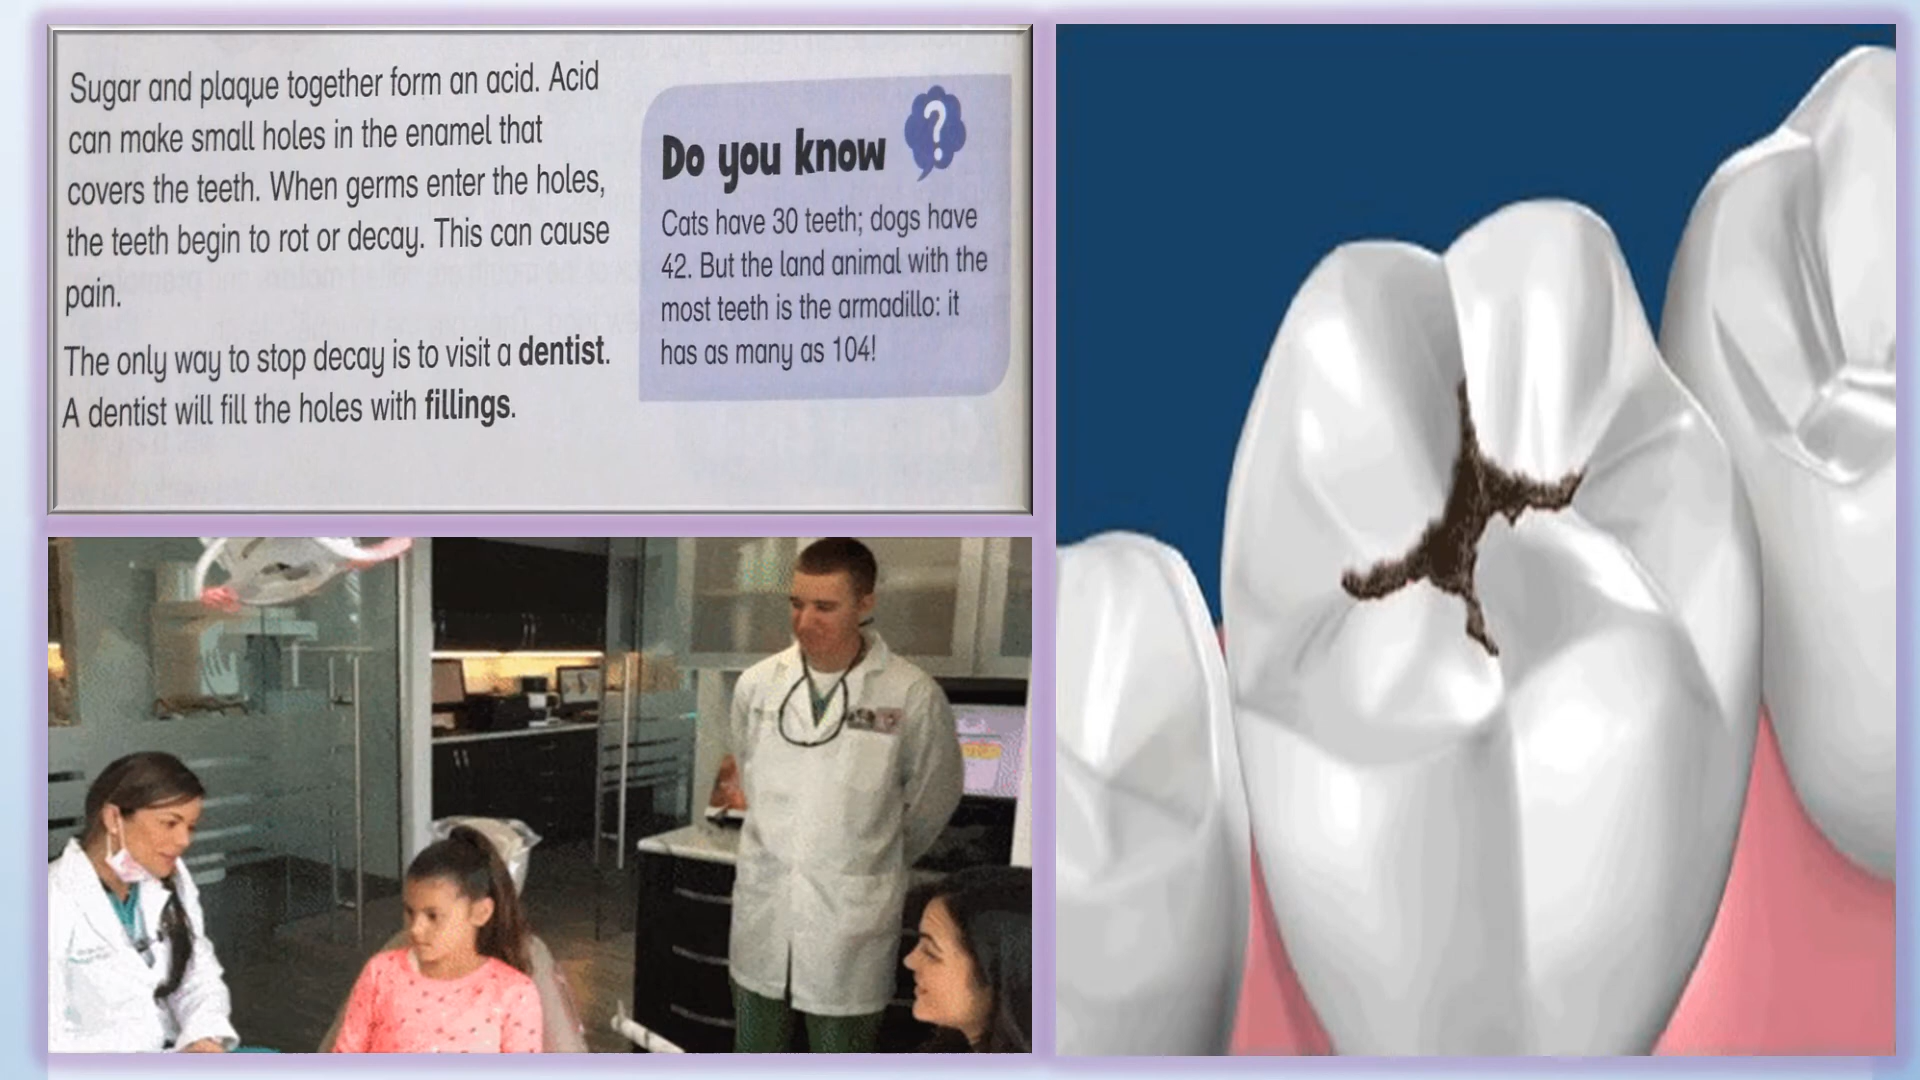 Sugar and plaque together form an acid. Acid
can make small holes in the enamel that
covers the teeth. When germs enter the holes,
the teeth begin to rot or decay. This can cause
pain.
The only way to stop decay is to visit a dentist.
A dentist will fill the holes with fillings.
Do you know ?
Cats have 30 teeth; dogs have
42. But the land animal with the
most teeth is the armadillo: it
has as many as 104!